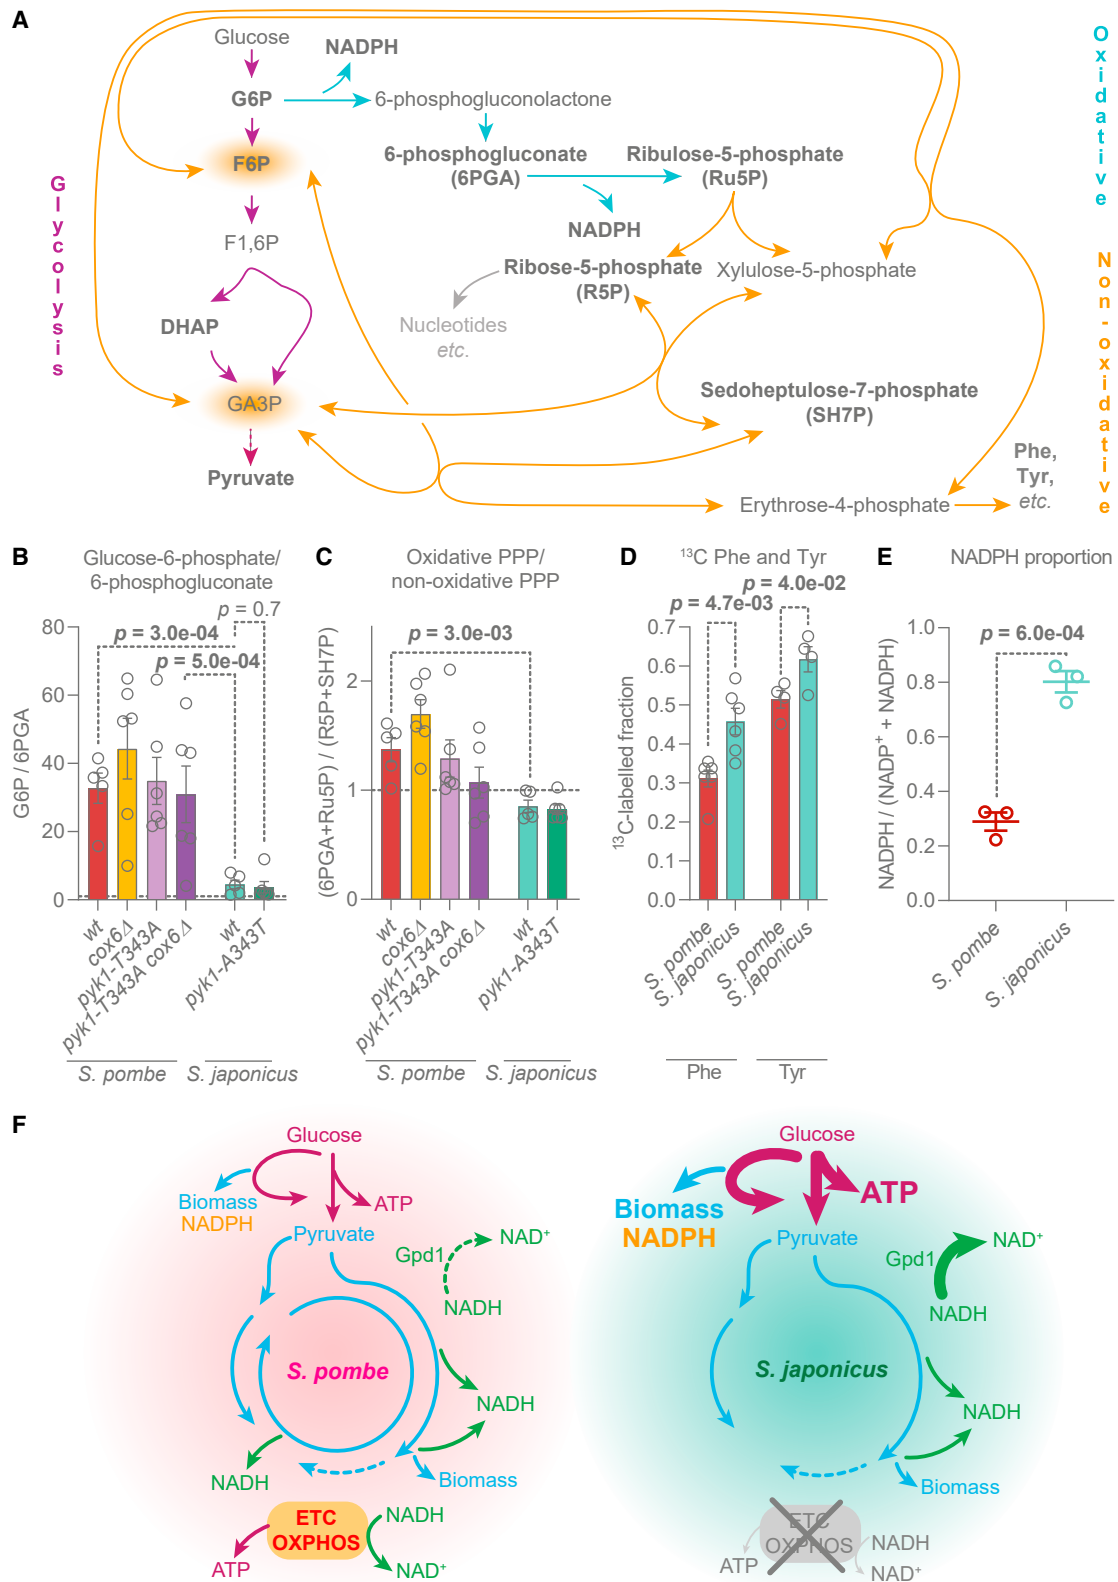 A
Glucose
NADPH
G6P
6-phosphogluconolactone
F6P
6-phosphogluconate
(6PGA)
Ribulose-5-phosphate
(Ru5P)
NADPH
F1,6P
Ribose-5-phosphate
(R5P)
Xylulose-5-phosphate
DHAP
Nucleotides
etc.
GA3P
Sedoheptulose-7-phosphate
(SH7P)
Pyruvate
Erythrose-4-phosphate
Phe,
Tyr,
etc.
Glycolysis
Oxidative
Non-oxidative
B
Glucose-6-phosphate/
6-phosphogluconate
p = 0.7
p = 3.0e-04
p = 5.0e-04
G6P / 6PGA
80
60
40
20
0
wt
cox6Δ
pyk1-T343A
pyk1-T343A cox6Δ
wt
pyk1-A343T
S. pombe
S. japonicus
C
Oxidative PPP/
non-oxidative PPP
p = 3.0e-03
(6PGA+Ru5P) / (R5P+SH7P)
2
1
0
wt
cox6Δ
pyk1-T343A
pyk1-T343A cox6Δ
wt
pyk1-A343T
S. pombe
S. japonicus
D
¹³C Phe and Tyr
p = 4.0e-02
p = 4.7e-03
¹³C-labelled fraction
0.7
0.6
0.5
0.4
0.3
0.2
0.1
0.0
S. pombe
S. japonicus
S. pombe
S. japonicus
Phe
Tyr
E
NADPH proportion
p = 6.0e-04
NADPH / (NADP⁺ + NADPH)
1.0
0.8
0.6
0.4
0.2
0.0
S. pombe
S. japonicus
F
Glucose
Biomass
NADPH
ATP
Pyruvate
Gpd1
NAD⁺
NADH
S. pombe
NADH
NADH
Biomass
ETC
OXPHOS
NADH
ATP
NAD⁺
Glucose
ATP
Biomass
NADPH
Pyruvate
NAD⁺
Gpd1
NADH
S. japonicus
NADH
Biomass
ETC
OXPHOS
NADH
ATP
NAD⁺